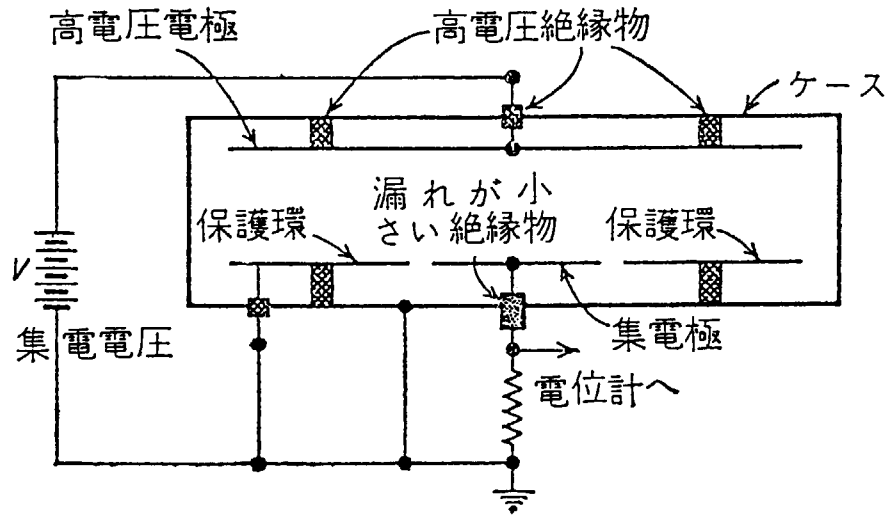 高電圧電極
高電圧絶縁物
ケース
漏れが小
さい絶縁物
保護環
保護環
V
集電電圧
集電極
電位計へ